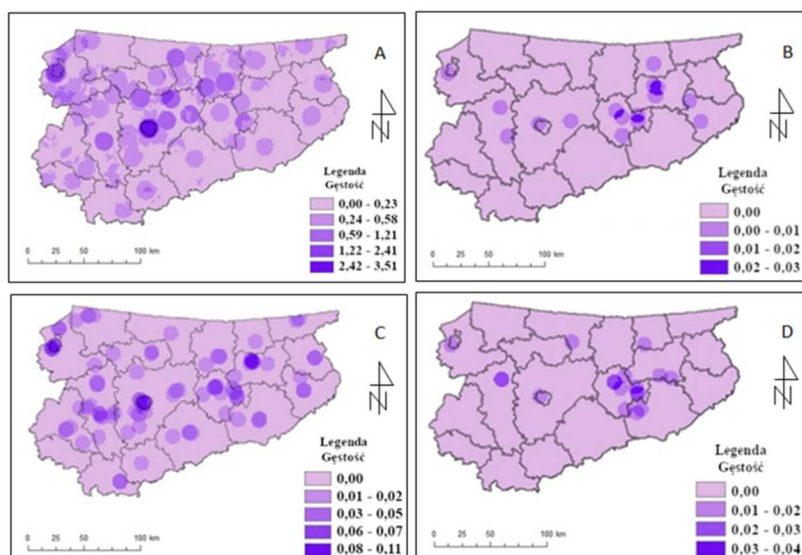 A
N
Legenda
Gęstość
0,00 - 0,23
0,24 - 0,58
0,59 - 1,21
1,22 - 2,41
2,42 - 3,51
0 25 50 100 km
B
N
Legenda
Gęstość
0,00
0,00 - 0,01
0,01 - 0,02
0,02 - 0,03
0 25 50 100 km
C
N
Legenda
Gęstość
0,00
0,01 - 0,02
0,03 - 0,05
0,06 - 0,07
0,08 - 0,11
0 25 50 100 km
D
N
Legenda
Gęstość
0,00
0,01 - 0,02
0,02 - 0,03
0,03 - 0,04
0 25 50 100 km